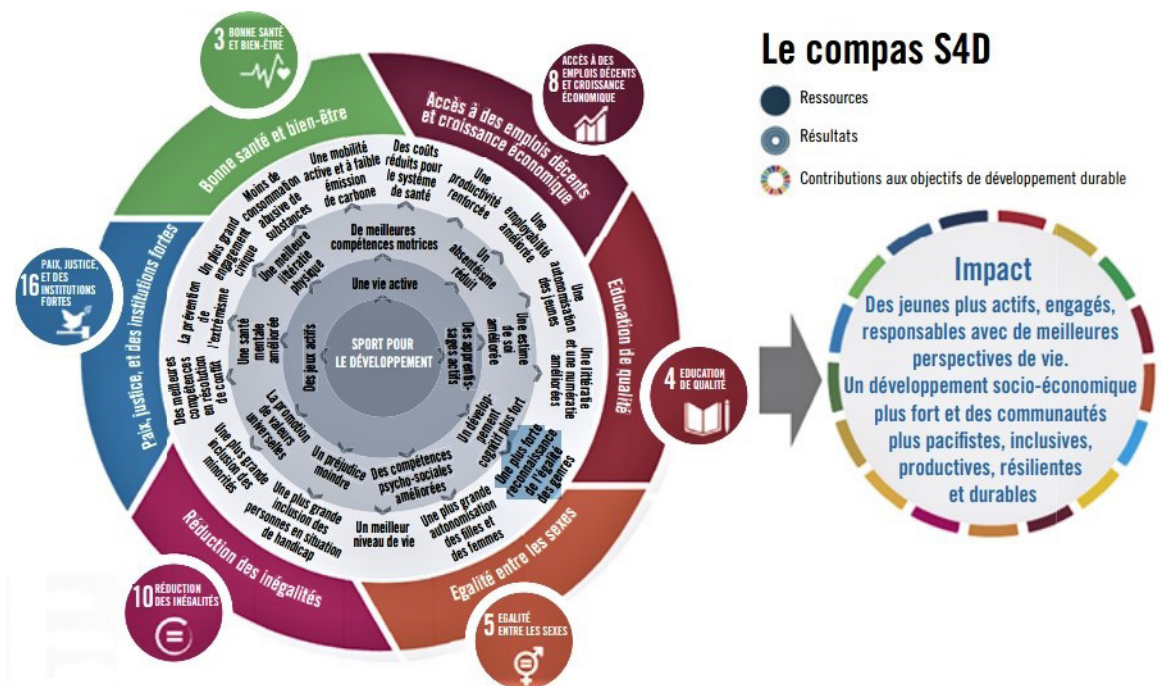 Le compas S4D
Ressources
Résultats
Contributions aux objectifs de développement durable
3 BONNE SANTÉ
ET BIEN-ÊTRE
8 ACCÈS À DES
EMPLOIS DÉCENTS
ET CROISSANCE
ÉCONOMIQUE
4 EDUCATION
DE QUALITÉ
5 EGALITÉ
ENTRE LES SEXES
10 RÉDUCTION
DES INÉGALITÉS
16 PAIX, JUSTICE,
ET DES
INSTITUTIONS
FORTES
Bonne santé et bien-être
Accès à des emplois décents
et croissance économique
Education de qualité
Egalité entre les sexes
Réduction des inégalités
Paix, justice, et des institutions fortes
Moins de
consommation
abusive de
substances
Une mobilité
active et à faible
émission
de carbone
Des coûts
réduits pour
le système
de santé
Une
productivité
renforcée
Une
employabilité
améliorée
Une
autonomisation
des jeunes
Une littératie
et une numératie
améliorées
Une plus forte
reconnaissance
de l'égalité
des genres
Une plus grande
autonomisation
des filles et
des femmes
Un meilleur
niveau de vie
Une plus grande
inclusion des
personnes en situation
de handicap
Une plus grande
inclusion des
minorités
Des meilleures
compétences
en résolution
de conflit
La prévention
de
l'extrémisme
Un plus grand
engagement
civique
Une meilleure
littératie
physique
De meilleures
compétences motrices
Un
absentéisme
réduit
Une estime
de soi
améliorée
Un dévelop-
pement
cognitif plus fort
Des compétences
psycho-sociales
améliorées
Un préjudice
moindre
La promotion
de valeurs
universelles
Une santé
mentale
améliorée
Une vie active
Des apprentis-
sages actifs
Des jeux actifs
SPORT POUR
LE DÉVELOPPEMENT
Impact
Des jeunes plus actifs, engagés,
responsables avec de meilleures
perspectives de vie.
Un développement socio-économique
plus fort et des communautés
plus pacifistes, inclusives,
productives, résilientes
et durables